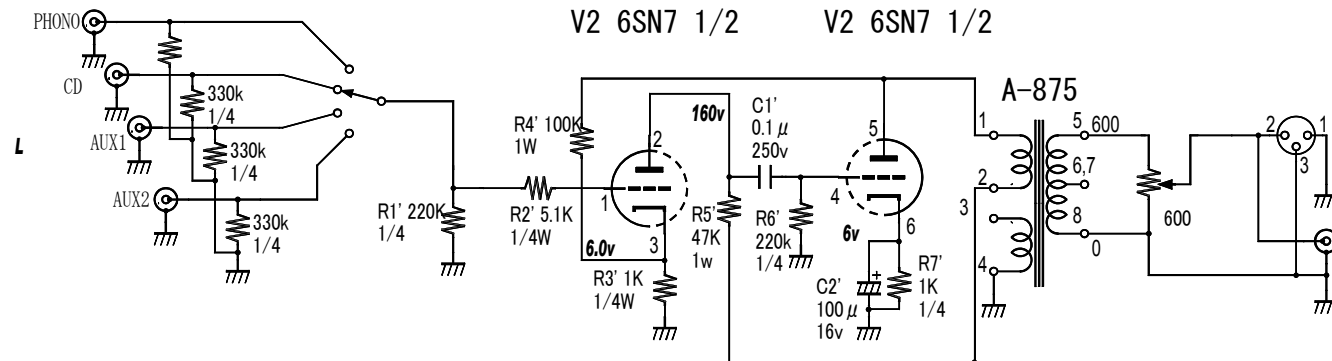 PHONO
CD
AUX1
AUX2
L
330k
1/4
330k
1/4
330k
1/4
V2 6SN7 1/2
V2 6SN7 1/2
R1' 220K
1/4
R2' 5.1K
1/4W
R4' 100K
1W
1
2
3
6.0v
R3' 1K
1/4W
160v
R5'
47K
1w
C1'
0.1μ
250v
R6'
220k
1/4
4
5
6
6v
C2'
100μ
16v
+
R7'
1K
1/4
A-875
1
2
3
4
5
600
6,7
8
0
600
2
1
3